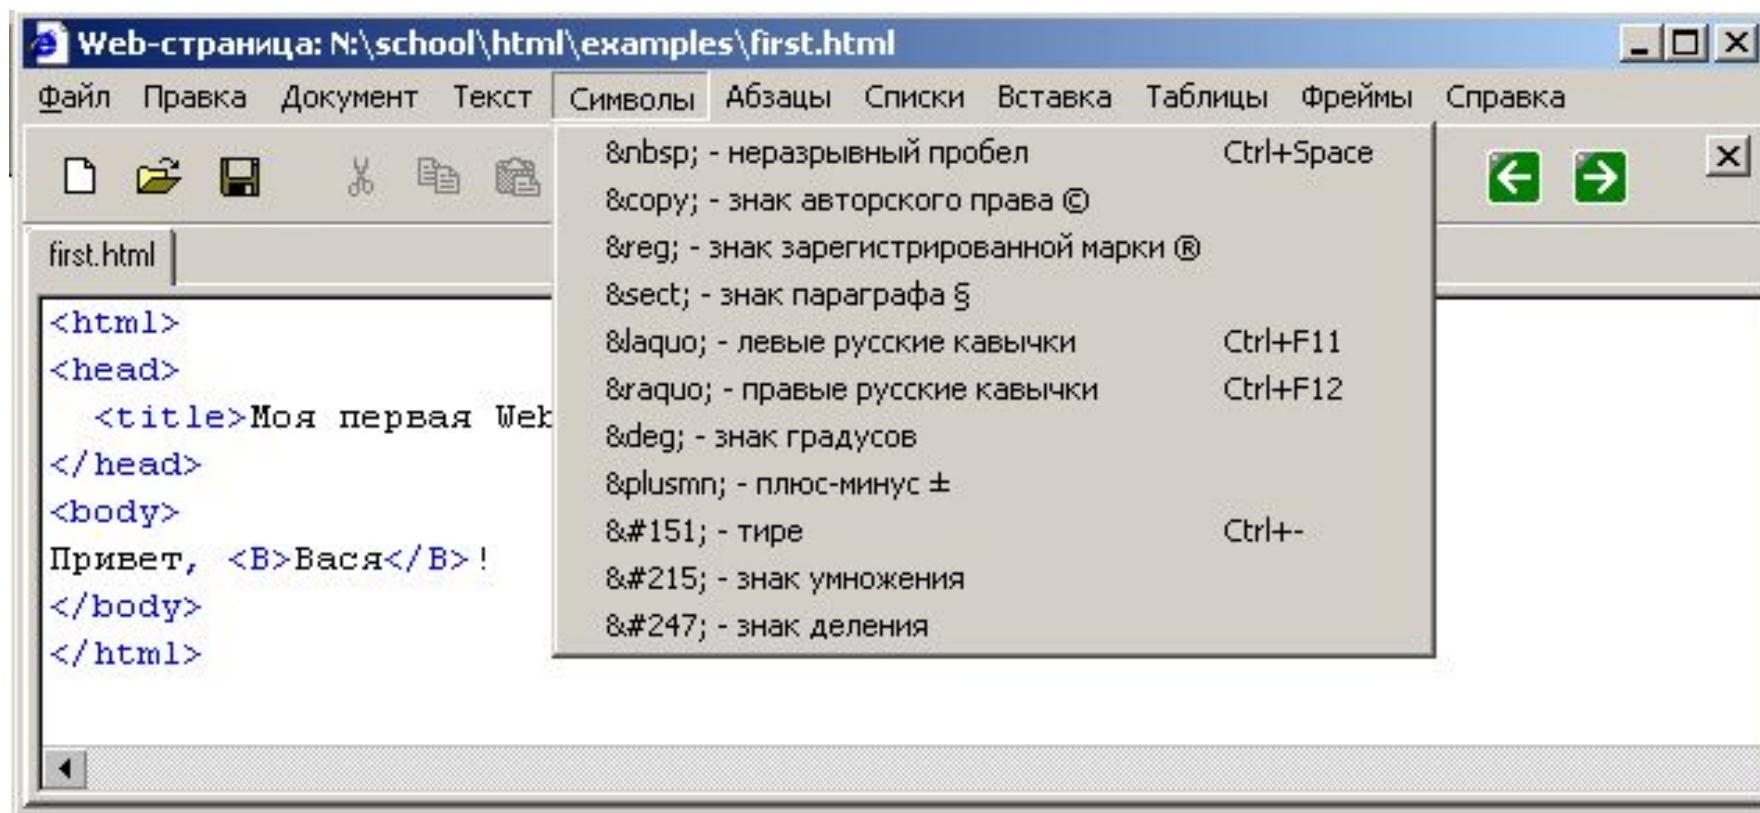 Web-страница: N:\school\html\examples\first.html
Файл Правка Документ Текст Символы Абзацы Списки Вставка Таблицы Фреймы Справка
&nbsp; - неразрывный пробел Ctrl+Space
&copy; - знак авторского права ©
&reg; - знак зарегистрированной марки ®
&sect; - знак параграфа §
&laquo; - левые русские кавычки Ctrl+F11
&raquo; - правые русские кавычки Ctrl+F12
&deg; - знак градусов
&plusmn; - плюс-минус ±
&#151; - тире Ctrl+-
&#215; - знак умножения
&#247; - знак деления
first.html
<html>
<head>
<title>Моя первая Web
</head>
<body>
Привет, <B>Вася</B>!
</body>
</html>